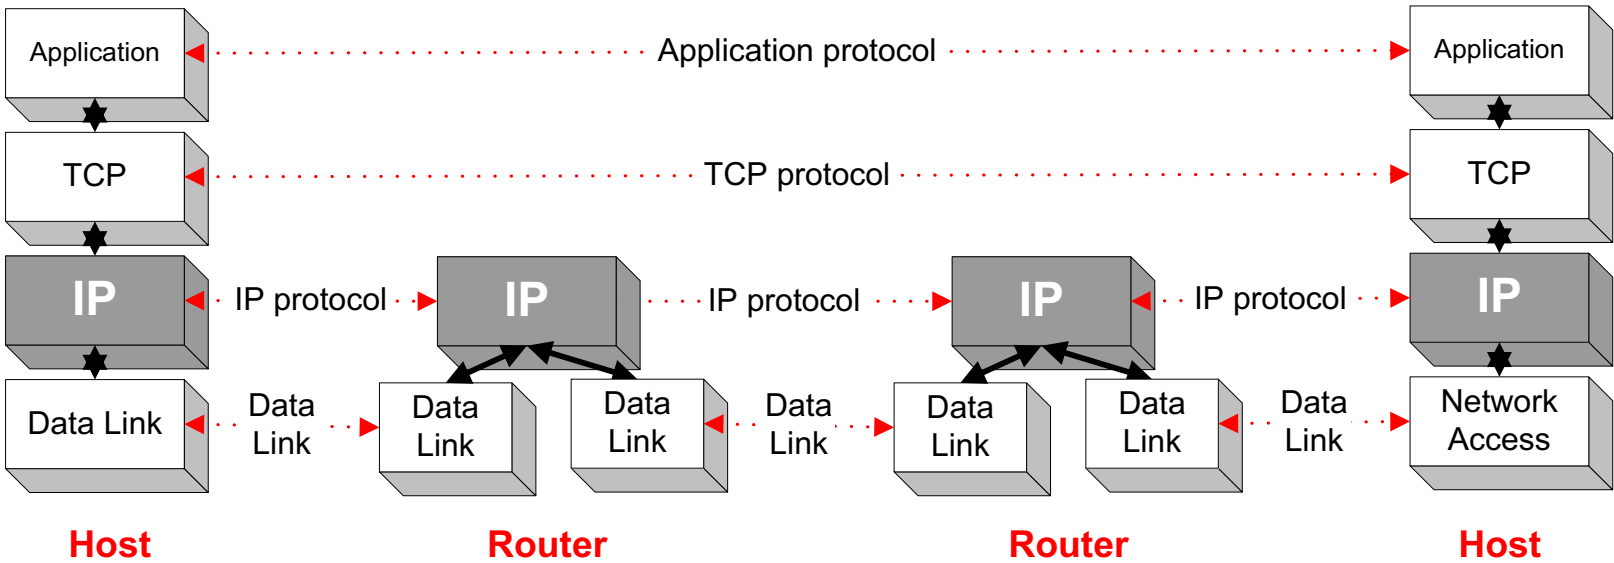 Application
Application protocol
Application
TCP
TCP protocol
TCP
IP
IP protocol
IP
IP protocol
IP
IP protocol
IP
Data Link
Data
Link
Data
Link
Data
Link
Data
Link
Data
Link
Data
Link
Data
Link
Network
Access
Host
Router
Router
Host